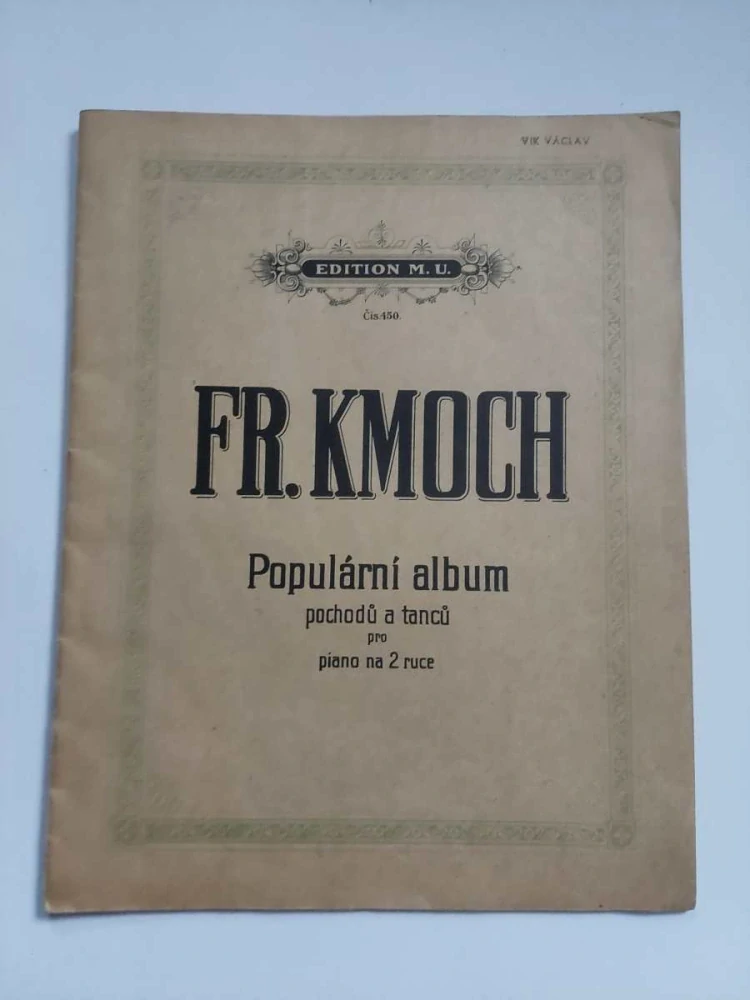 VIK VÁCLAV
EDITION M. U.
Čís. 450.
FR. KMOCH
Populární album
pochodů a tanců
pro
piano na 2 ruce